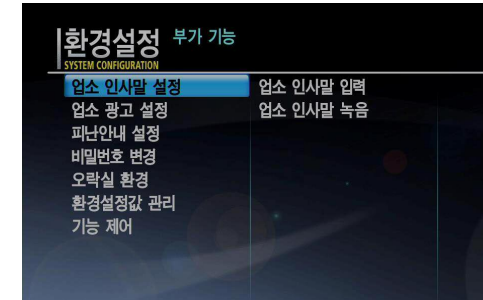 환경설정 부가 기능
SYSTEM CONFIGURATION
업소 인사말 설정 업소 인사말 입력
업소 광고 설정 업소 인사말 녹음
피난안내 설정
비밀번호 변경
오락실 환경
환경설정값 관리
기능 제어